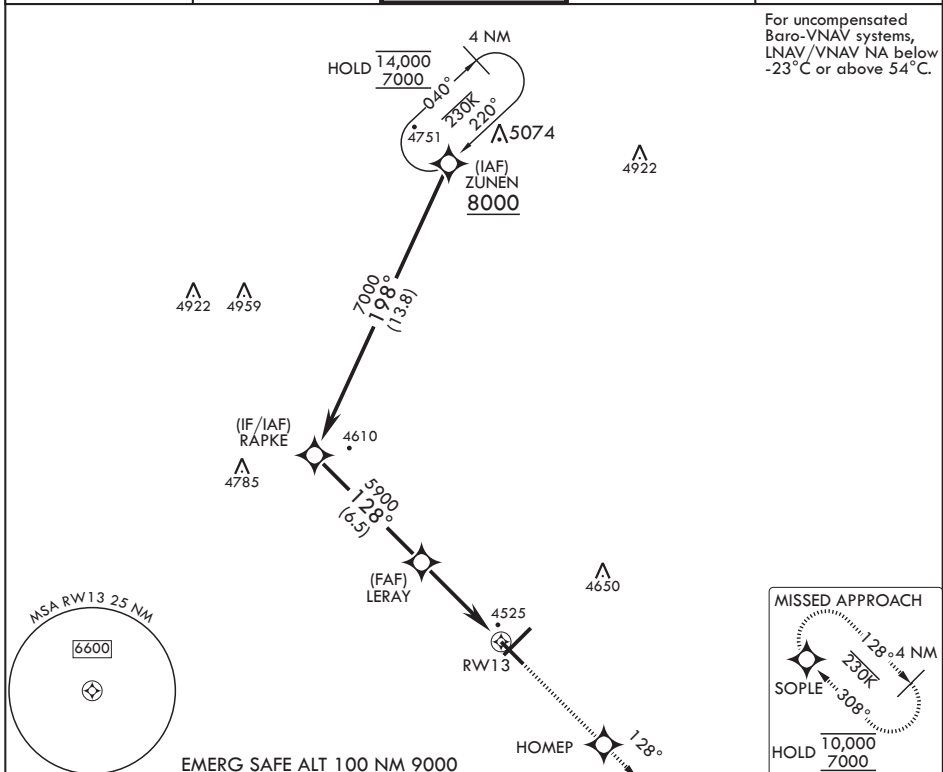 For uncompensated
Baro-VNAV systems,
LNAV/VNAV NA below
-23°C or above 54°C.
4 NM
HOLD 14,000
7000
040°
230K
220°
4751
5074
4922
(IAF)
ZUNEN
8000
4922
4959
7000
198°
(13.8)
(IF/IAF)
RAPKE
4610
4785
5900
128°
(6.5)
(FAF)
LERAY
4650
4525
RW13
MSA RW13 25 NM
6600
HOMEP
128°
EMERG SAFE ALT 100 NM 9000
MISSED APPROACH
128° 4 NM
230K
SOPLE
308°
HOLD 10,000
7000